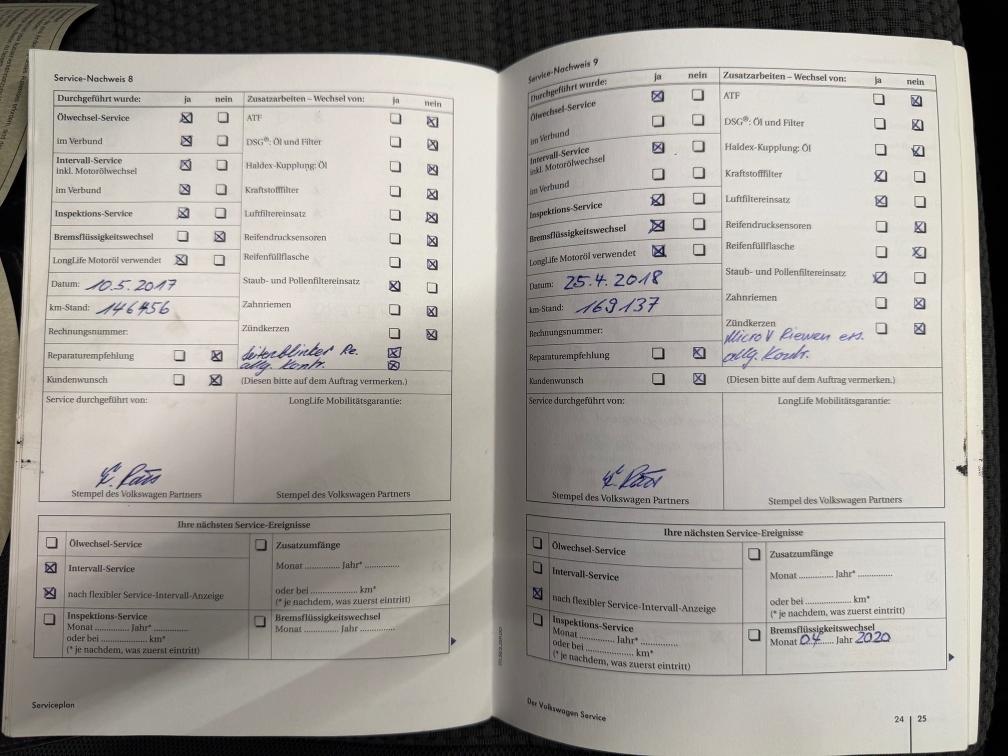 Service-Nachweis 8
Durchgeführt wurde: ja nein Zusatzarbeiten – Wechsel von: ja nein
Ölwechsel-Service
im Verbund
Intervall-Service
inkl. Motorölwechsel
im Verbund
Inspektions-Service
Bremsflüssigkeitswechsel
LongLife Motoröl verwendet
Datum: 10.5.2017
km-Stand: 146456
Rechnungsnummer:
Reparaturempfehlung
Kundenwunsch
ATF
DSG®: Öl und Filter
Haldex-Kupplung: Öl
Kraftstofffilter
Luftfiltereinsatz
Reifendrucksensoren
Reifenfüllflasche
Staub- und Pollenfiltereinsatz
Zahnriemen
Zündkerzen
Seitenblinker Re.
allg. Kontr.
(Diesen bitte auf dem Auftrag vermerken.)
Service durchgeführt von:
LongLife Mobilitätsgarantie:
Stempel des Volkswagen Partners
Stempel des Volkswagen Partners
Ihre nächsten Service-Ereignisse
Ölwechsel-Service
Intervall-Service
nach flexibler Service-Intervall-Anzeige
Inspektions-Service
Monat ............. Jahr* .............
oder bei ............. km*
(* je nachdem, was zuerst eintritt)
Zusatzumfänge
Monat ............. Jahr* .............
oder bei ............. km*
(* je nachdem, was zuerst eintritt)
Bremsflüssigkeitswechsel
Monat ............. Jahr .............
Serviceplan
Service-Nachweis 9
Durchgeführt wurde: ja nein Zusatzarbeiten – Wechsel von: ja nein
Ölwechsel-Service
im Verbund
Intervall-Service
inkl. Motorölwechsel
im Verbund
Inspektions-Service
Bremsflüssigkeitswechsel
LongLife Motoröl verwendet
Datum: 25.4.2018
km-Stand: 169137
Rechnungsnummer:
Reparaturempfehlung
Kundenwunsch
ATF
DSG®: Öl und Filter
Haldex-Kupplung: Öl
Kraftstofffilter
Luftfiltereinsatz
Reifendrucksensoren
Reifenfüllflasche
Staub- und Pollenfiltereinsatz
Zahnriemen
Zündkerzen
Micro V Riemen ers.
allg. Kontr.
(Diesen bitte auf dem Auftrag vermerken.)
Service durchgeführt von:
LongLife Mobilitätsgarantie:
Stempel des Volkswagen Partners
Stempel des Volkswagen Partners
Ihre nächsten Service-Ereignisse
Ölwechsel-Service
Intervall-Service
nach flexibler Service-Intervall-Anzeige
Inspektions-Service
Monat ............. Jahr* .............
oder bei ............. km*
(* je nachdem, was zuerst eintritt)
Zusatzumfänge
Monat ............. Jahr* .............
oder bei ............. km*
(* je nachdem, was zuerst eintritt)
Bremsflüssigkeitswechsel
Monat 04 Jahr 2020
Der Volkswagen Service
24 25